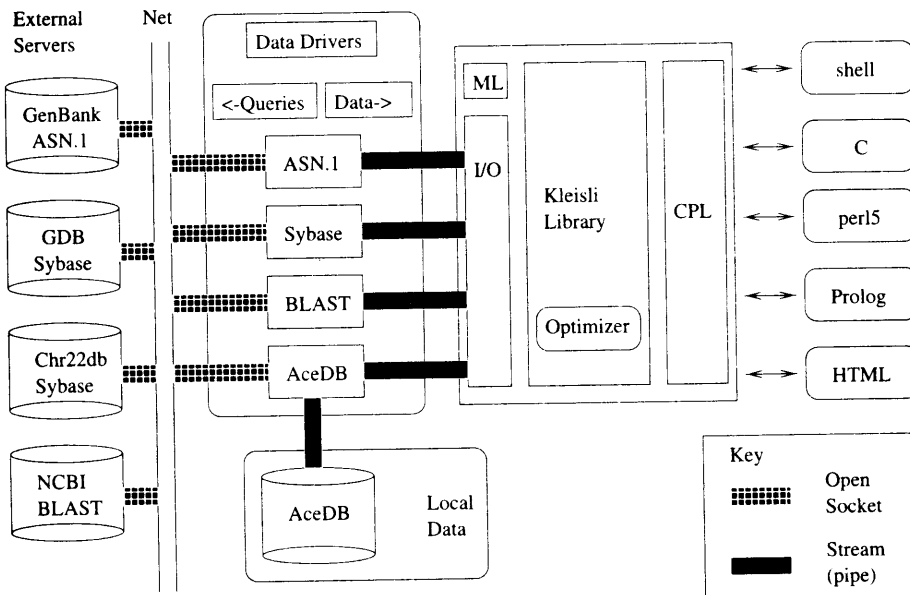 External
Servers
Net
GenBank
ASN.1
GDB
Sybase
Chr22db
Sybase
NCBI
BLAST
Data Drivers
<-Queries
Data->
ASN.1
Sybase
BLAST
AceDB
AceDB
Local
Data
ML
I/O
Kleisli
Library
Optimizer
CPL
shell
C
perl5
Prolog
HTML
Key
Open
Socket
Stream
(pipe)